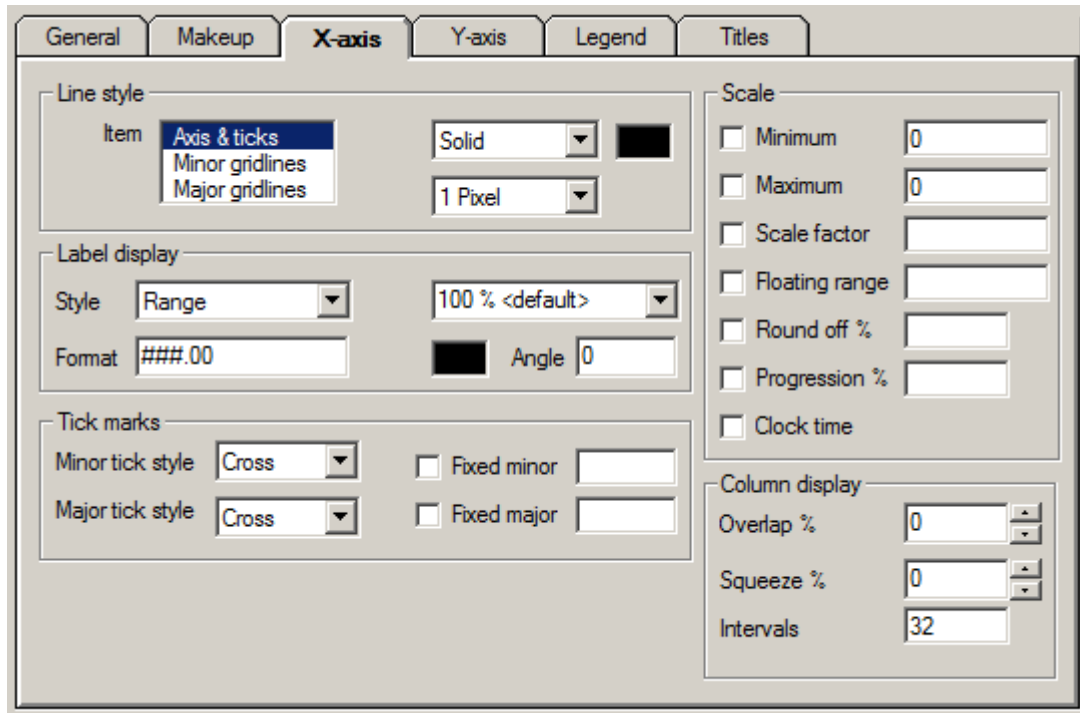 General Makeup X-axis Y-axis Legend Titles
Line style
Item
Axis & ticks
Minor gridlines
Major gridlines
Solid
1 Pixel
Label display
Style Range 100 % <default>
Format ###.00 Angle 0
Tick marks
Minor tick style Cross Fixed minor
Major tick style Cross Fixed major
Scale
Minimum 0
Maximum 0
Scale factor
Floating range
Round off %
Progression %
Clock time
Column display
Overlap % 0
Squeeze % 0
Intervals 32